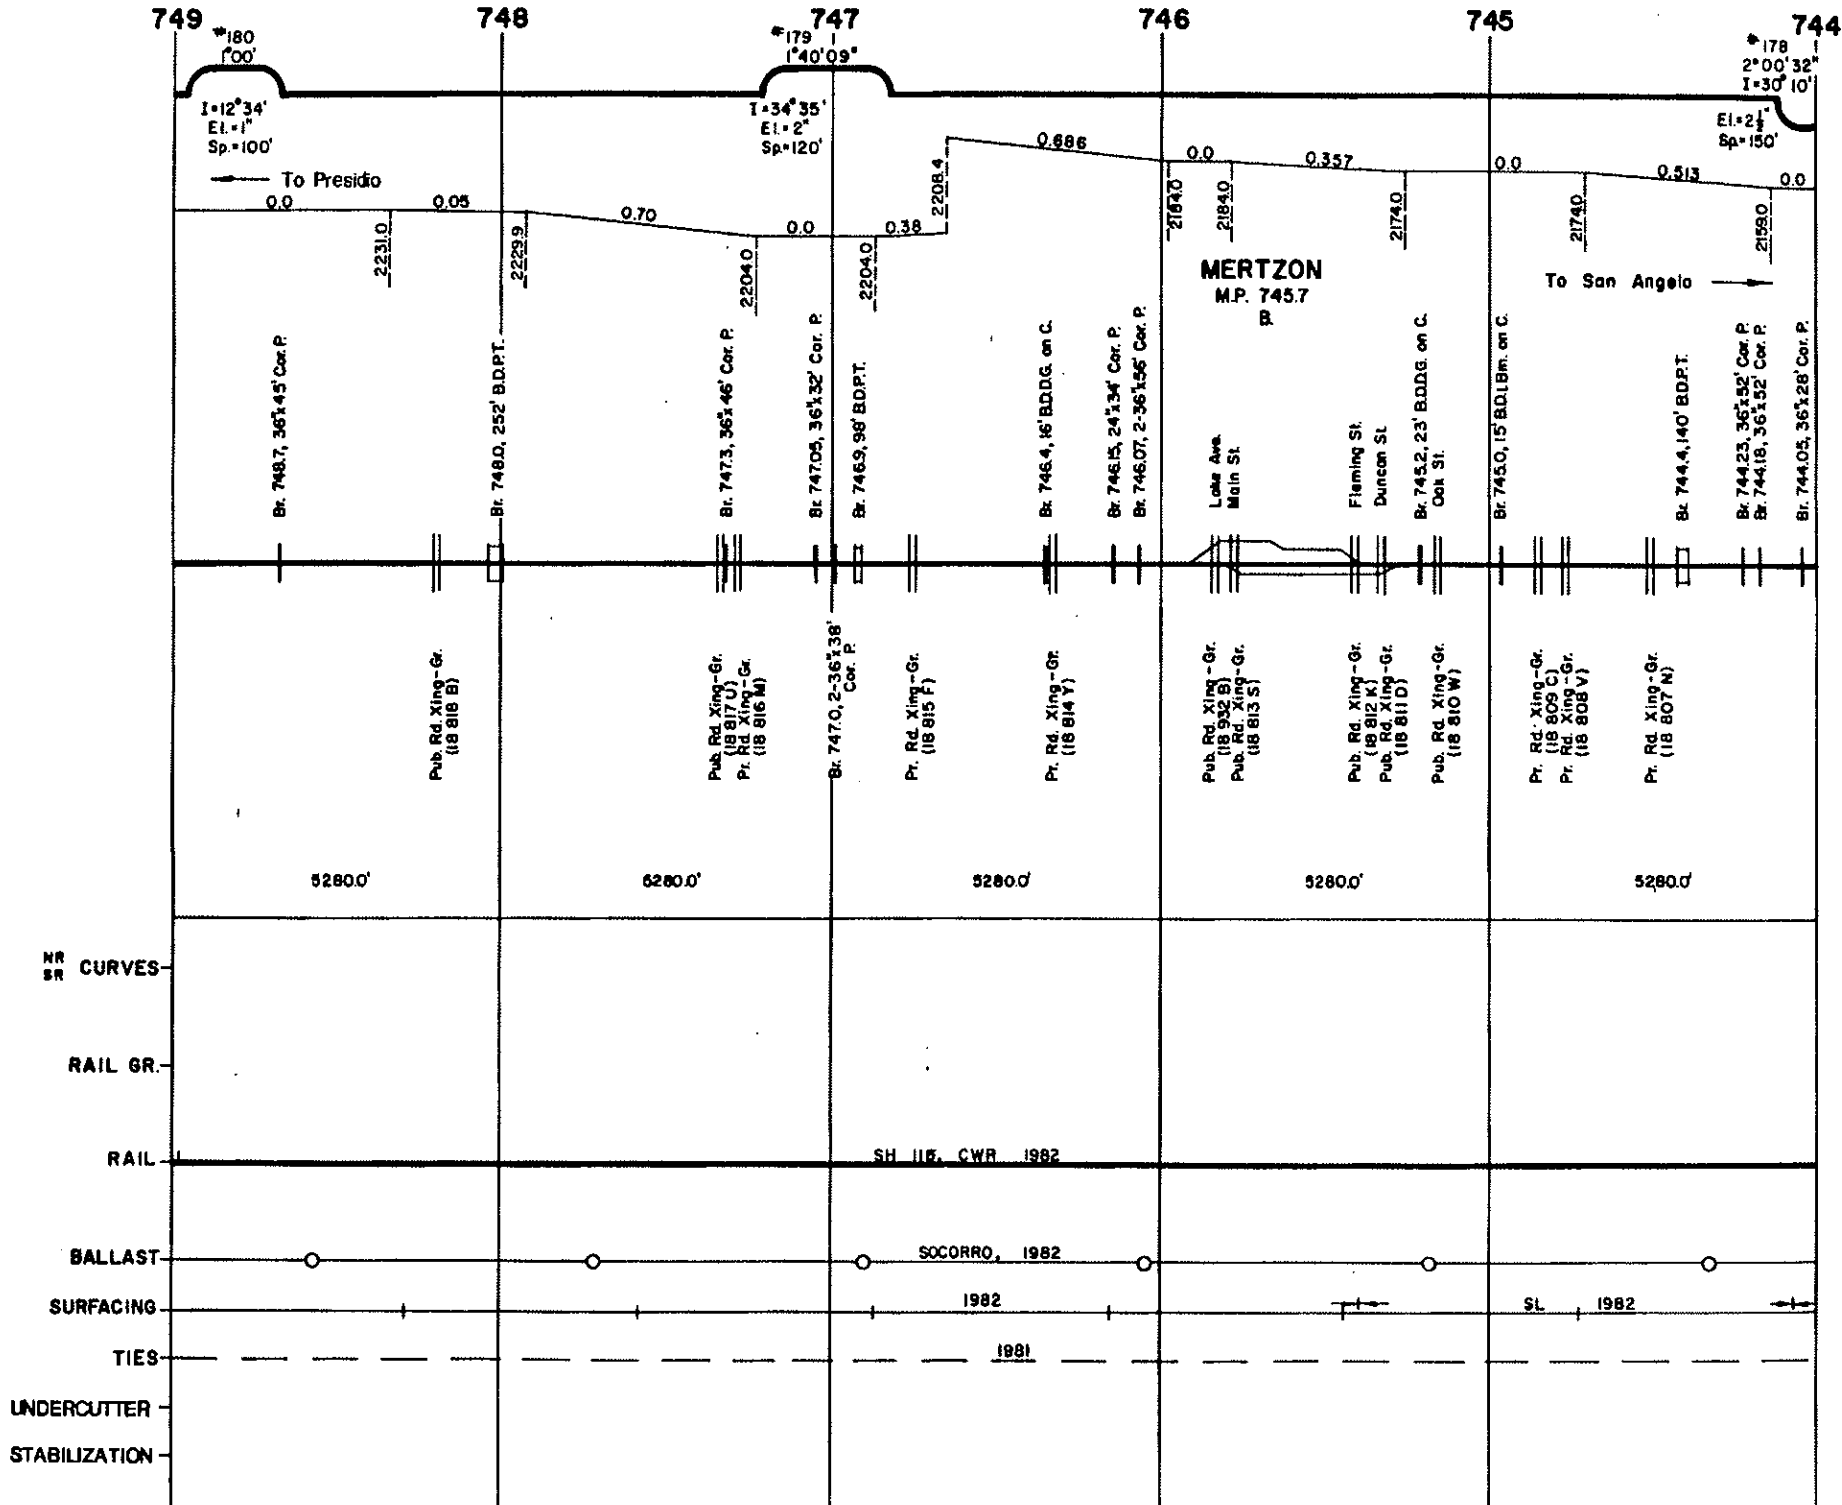 749 748 747 746 745 744
#180
1°00'
#179
1°40'09"
#178
2°00'32"
I=30°10'
I=12°34'
El.=1"
Sp.=100'
I=34°35'
El.=2"
Sp.=120'
El.=2½"
Sp.=150'
To Presidio
0.0 0.05 0.70 0.0 0.38 0.686 0.0 0.357 0.0 0.513 0.0
2231.0
2229.9
2204.0
2204.0
2208.4
2184.0
2184.0
2174.0
2174.0
2159.0
MERTZON
M.P. 745.7
B.
To San Angelo
Br. 748.7, 36"x45' Cor. P.
Br. 748.0, 252' B.D.P.T.
Br. 747.3, 36"x46' Cor. P.
Br. 747.05, 36"x32' Cor. P.
Br. 746.9, 98' B.D.P.T.
Br. 746.4, 16' B.D.D.G. on C.
Br. 746.15, 24"x34' Cor. P.
Br. 746.07, 2-36"x56' Cor. P.
Lake Ave.
Main St.
Fleming St.
Duncan St.
Br. 745.2, 23' B.D.D.G. on C.
Oak St.
Br. 745.0, 15' B.D.I.Bm. on C.
Br. 744.4, 140' B.D.P.T.
Br. 744.23, 36"x52' Cor. P.
Br. 744.18, 36"x52' Cor. P.
Br. 744.05, 36"x28' Cor. P.
Pub. Rd. Xing-Gr.
(18 818 B)
Pub. Rd. Xing-Gr.
(18 817 U)
Pr. Rd. Xing-Gr.
(18 816 M)
Br. 747.0, 2-36"x38'
Cor. P.
Pr. Rd. Xing-Gr.
(18 815 F)
Pr. Rd. Xing-Gr.
(18 814 Y)
Pub. Rd. Xing-Gr.
(18 932 B)
Pub. Rd. Xing-Gr.
(18 813 S)
Pub. Rd. Xing-Gr.
(18 812 K)
Pub. Rd. Xing-Gr.
(18 811 D)
Pub. Rd. Xing-Gr.
(18 810 W)
Pr. Rd. Xing-Gr.
(18 809 C)
Pr. Rd. Xing-Gr.
(18 808 V)
Pr. Rd. Xing-Gr.
(18 807 N)
5280.0' 5280.0' 5280.0' 5280.0' 5280.0'
NR
SR CURVES
RAIL GR.
RAIL SH 115, CWR 1982
BALLAST SOCORRO, 1982
SURFACING 1982 SL 1982
TIES 1981
UNDERCUTTER
STABILIZATION